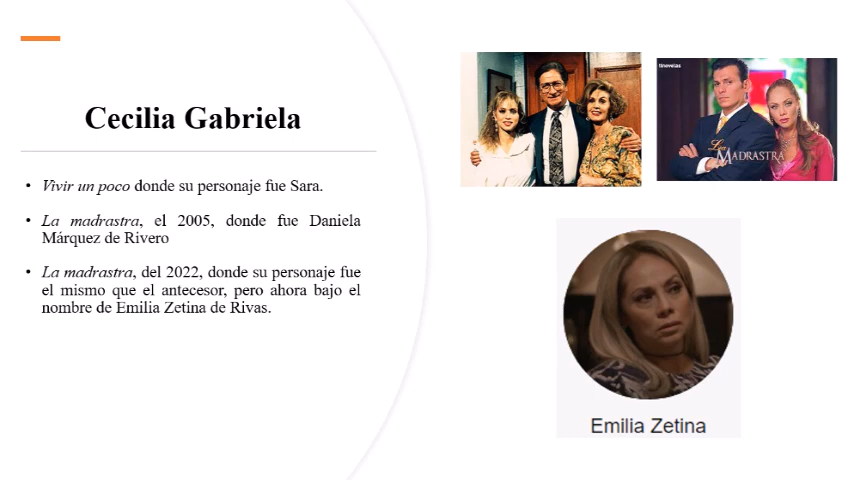 Cecilia Gabriela
• Vivir un poco donde su personaje fue Sara.
• La madrastra, el 2005, donde fue Daniela
Márquez de Rivero
• La madrastra, del 2022, donde su personaje fue
el mismo que el antecesor, pero ahora bajo el
nombre de Emilia Zetina de Rivas.
tlnovelas
La
MADRASTRA
Emilia Zetina